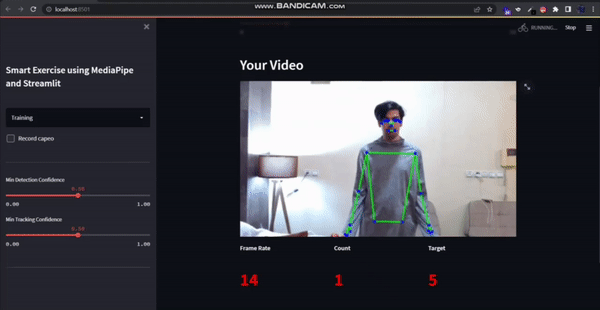 WWW.BANDICAM.COM
localhost:8501
RUNNING...
Stop
Smart Exercise using MediaPipe
and Streamlit
Your Video
Training
Record capeo
Min Detection Confidence
0.00
1.00
Min Tracking Confidence
0.50
0.00
1.00
Frame Rate
Count
Target
14
1
5